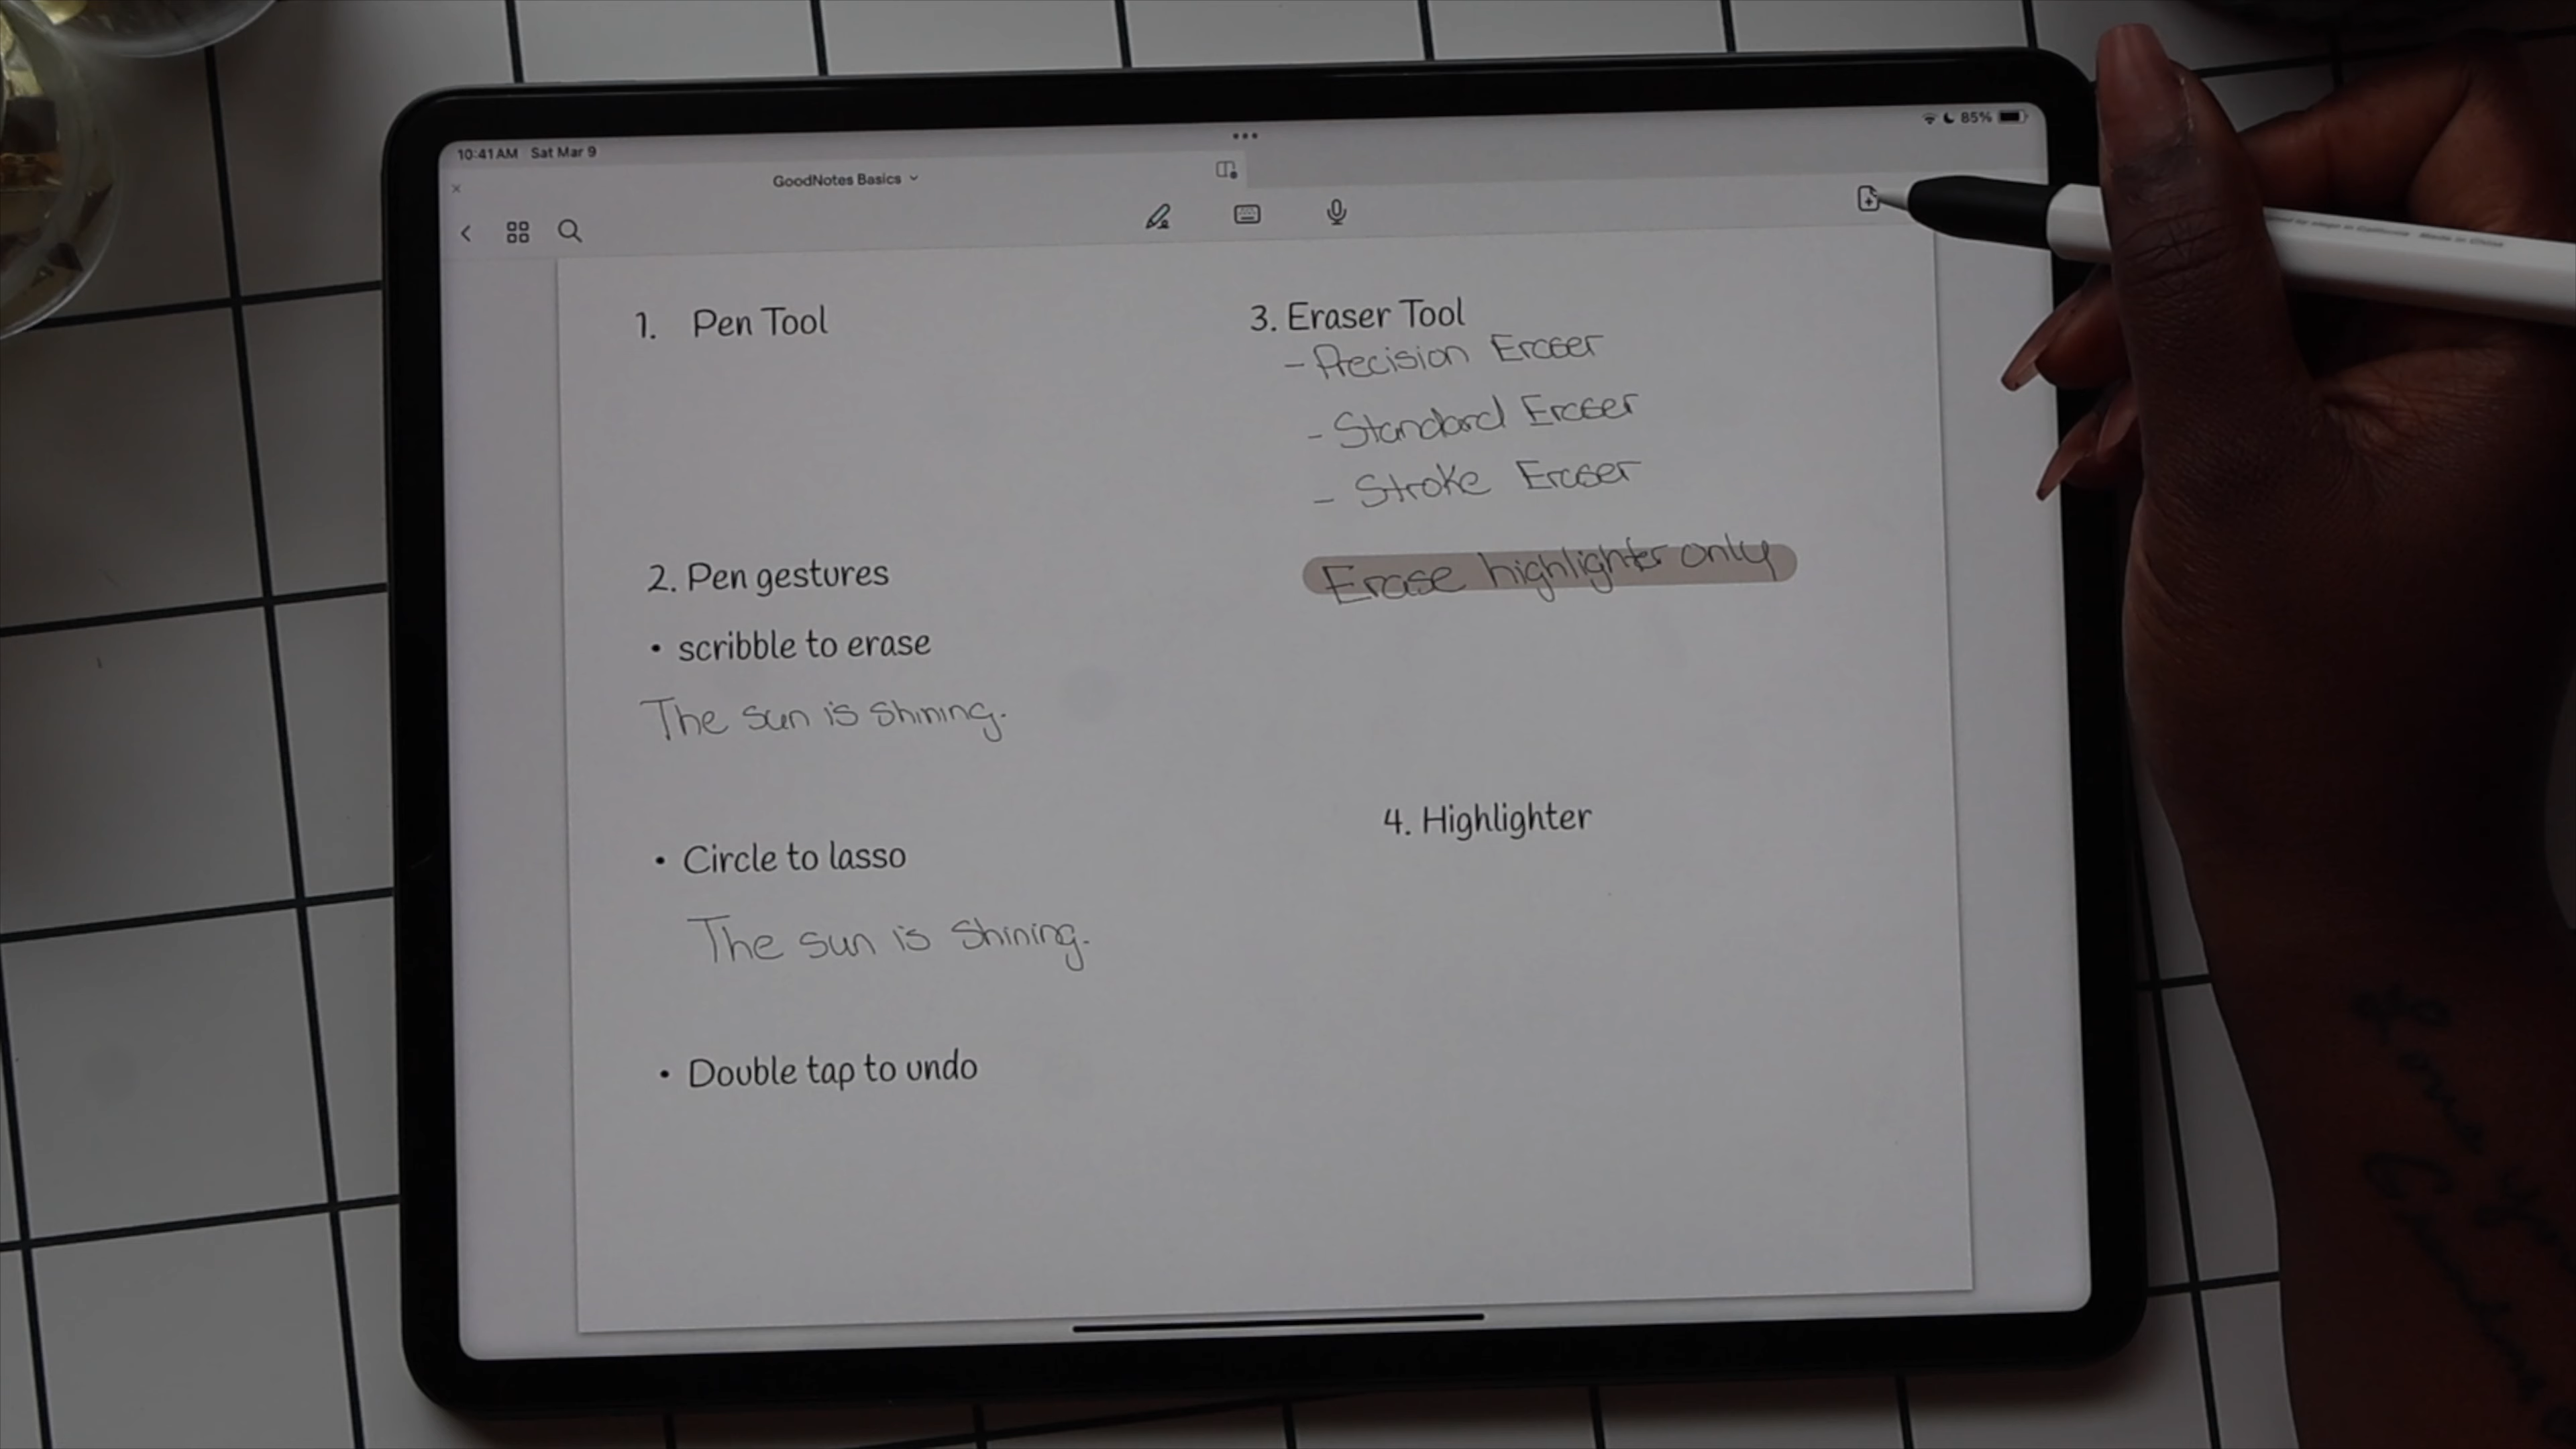 10:41 AM Sat Mar 9
85%
GoodNotes Basics
1. Pen Tool
2. Pen gestures
• scribble to erase
The sun is shining.
• Circle to lasso
The sun is shining.
• Double tap to undo
3. Eraser Tool
- Precision Eraser
- Standard Eraser
- Stroke Eraser
Erase highlighter only
4. Highlighter